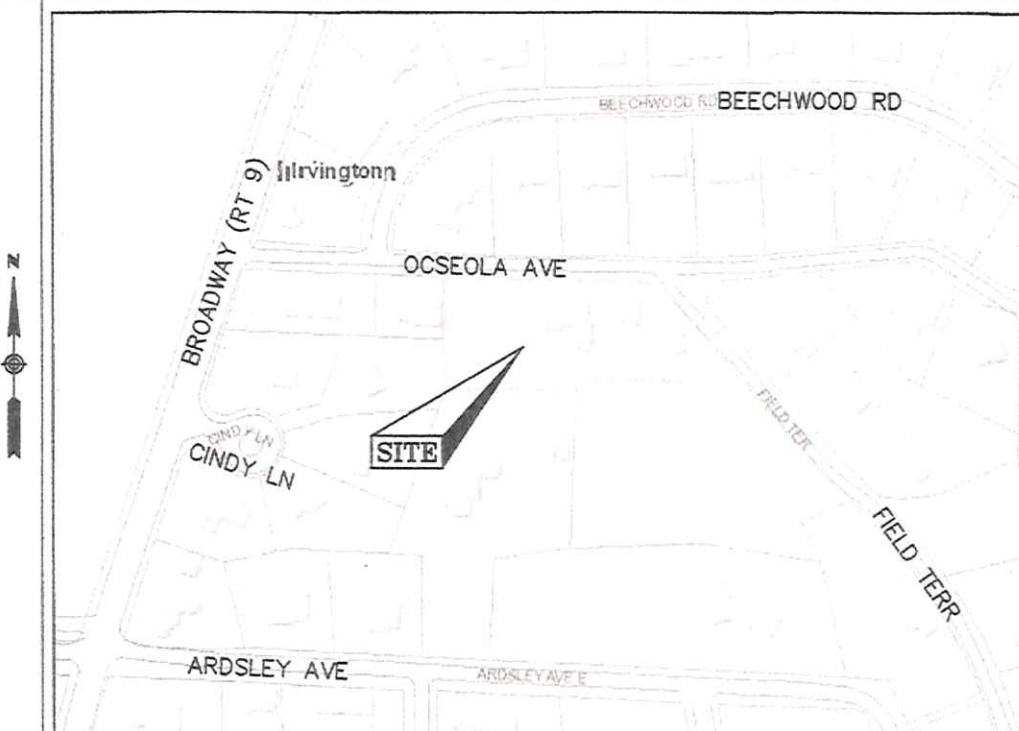 BEECHWOOD RD BEECHWOOD RD
Irvington
BROADWAY (RT 9)
N
OCSEOLA AVE
FIELD TER
CINDY LN
CINDY LN
SITE
FIELD TERR
ARDSLEY AVE
ARDSLEY AVE E